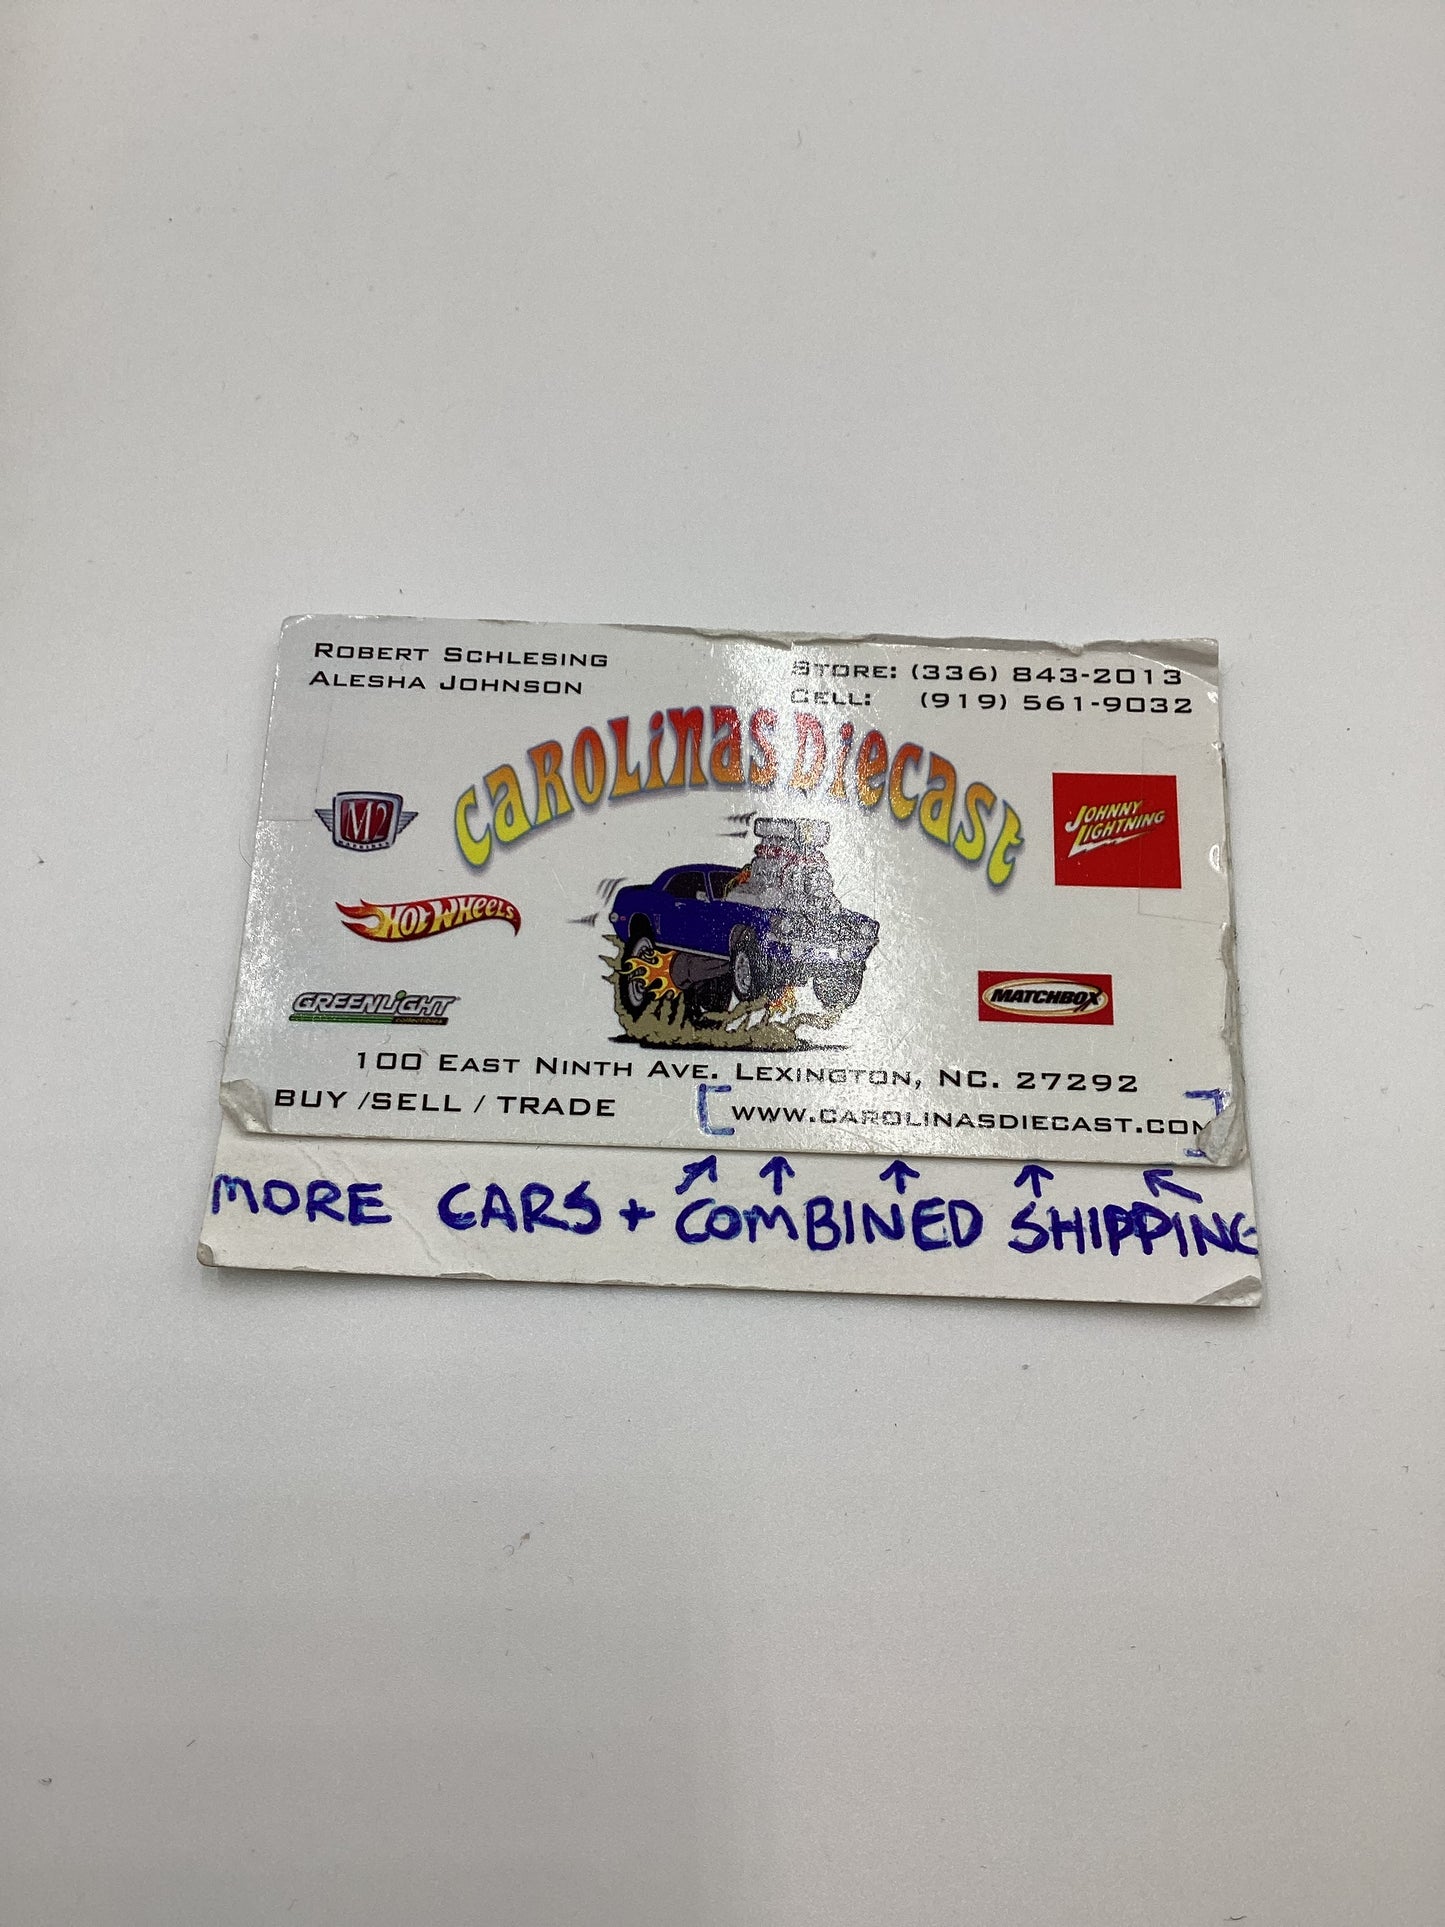 ROBERT SCHLESING
ALESHA JOHNSON
STORE: (336) 843-2013
CELL: (919) 561-9032
CAROLINAS DIECAST
M2
MACHINES
JOHNNY LIGHTNING
HOT WHEELS
GREENLIGHT
collectibles
MATCHBOX
100 EAST NINTH AVE. LEXINGTON, NC. 27292
BUY /SELL / TRADE
[WWW.CAROLINASDIECAST.COM]
MORE CARS + COMBINED SHIPPING